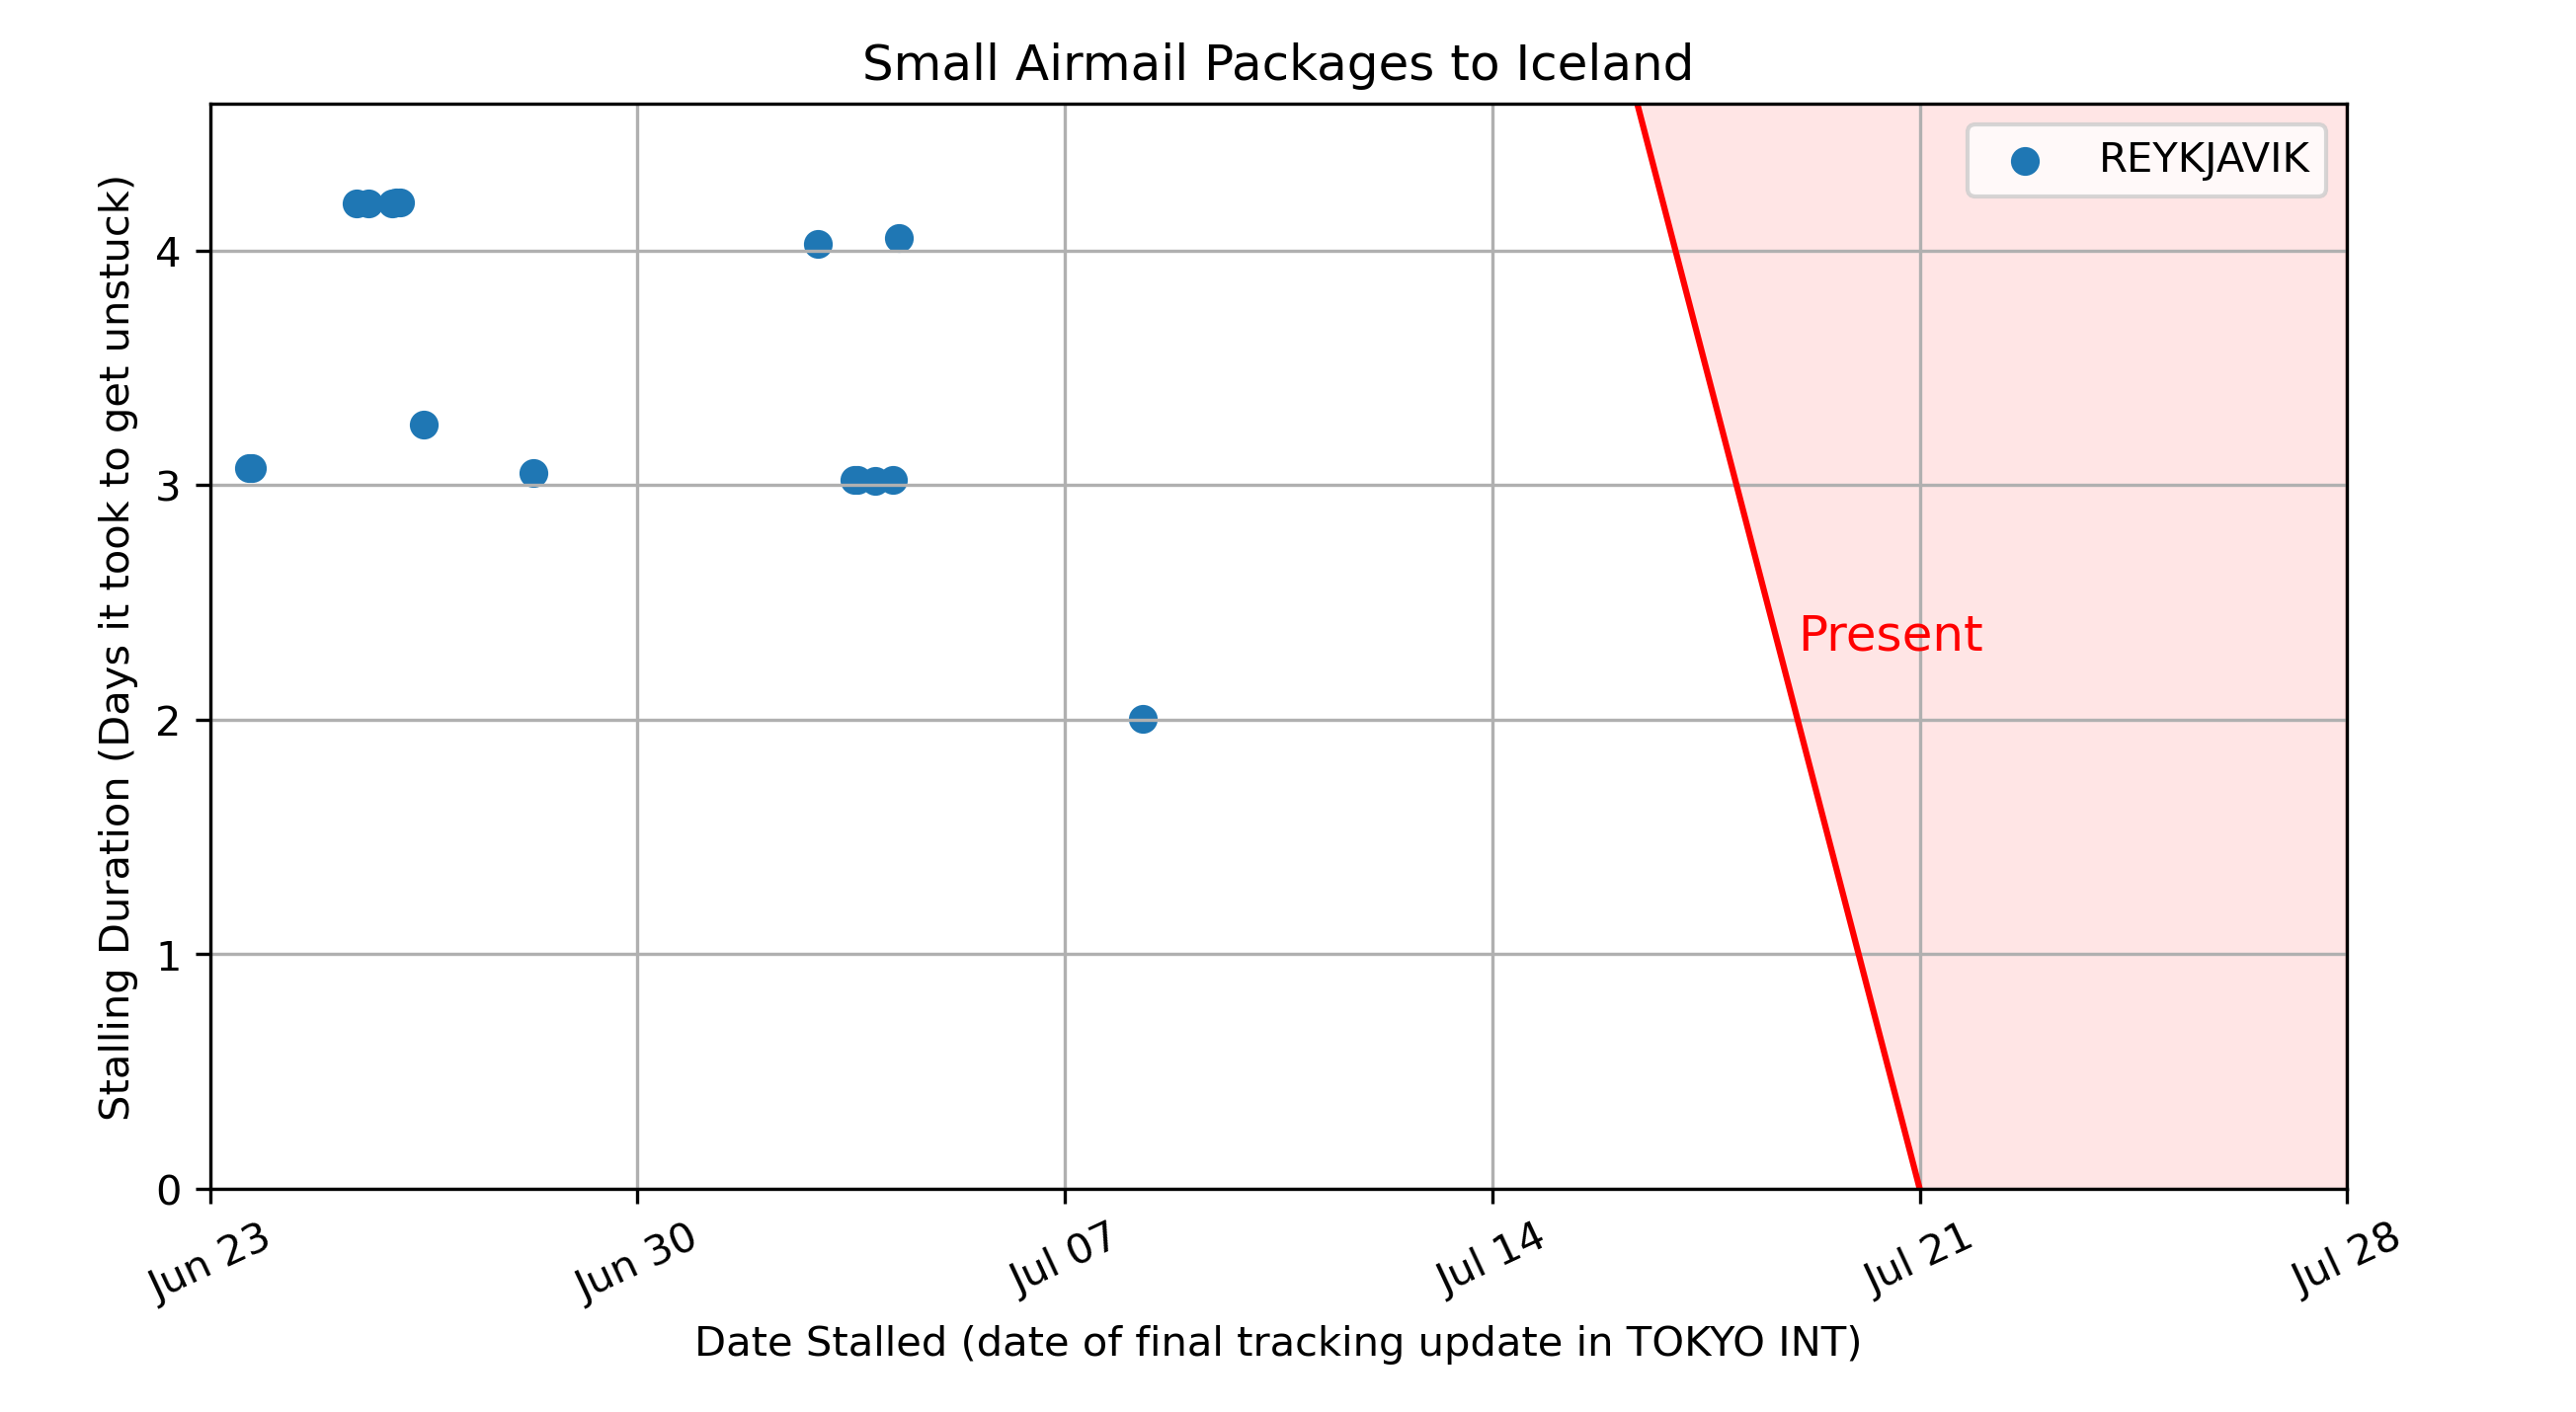 Small Airmail Packages to Iceland
REYKJAVIK
Stalling Duration (Days it took to get unstuck)
4
3
2
1
0
Present
Jun 23
Jun 30
Jul 07
Jul 14
Jul 21
Jul 28
Date Stalled (date of final tracking update in TOKYO INT)